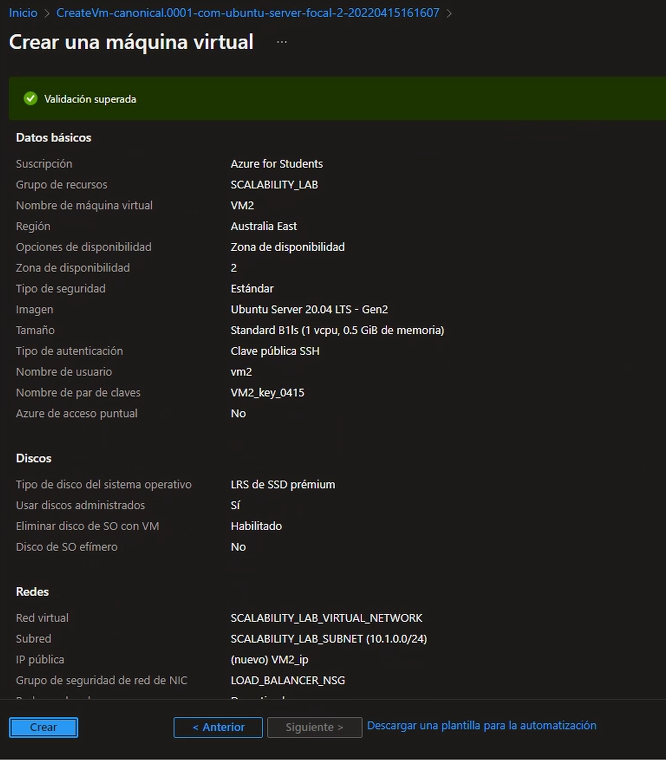 Inicio > CreateVm-canonical.0001-com-ubuntu-server-focal-2-20220415161607 >
Crear una máquina virtual ...
Validación superada
Datos básicos
Suscripción Azure for Students
Grupo de recursos SCALABILITY_LAB
Nombre de máquina virtual VM2
Región Australia East
Opciones de disponibilidad Zona de disponibilidad
Zona de disponibilidad 2
Tipo de seguridad Estándar
Imagen Ubuntu Server 20.04 LTS - Gen2
Tamaño Standard B1ls (1 vcpu, 0.5 GiB de memoria)
Tipo de autenticación Clave pública SSH
Nombre de usuario vm2
Nombre de par de claves VM2_key_0415
Azure de acceso puntual No
Discos
Tipo de disco del sistema operativo LRS de SSD prémium
Usar discos administrados Sí
Eliminar disco de SO con VM Habilitado
Disco de SO efímero No
Redes
Red virtual SCALABILITY_LAB_VIRTUAL_NETWORK
Subred SCALABILITY_LAB_SUBNET (10.1.0.0/24)
IP pública (nuevo) VM2_ip
Grupo de seguridad de red de NIC LOAD_BALANCER_NSG
Crear < Anterior Siguiente > Descargar una plantilla para la automatización